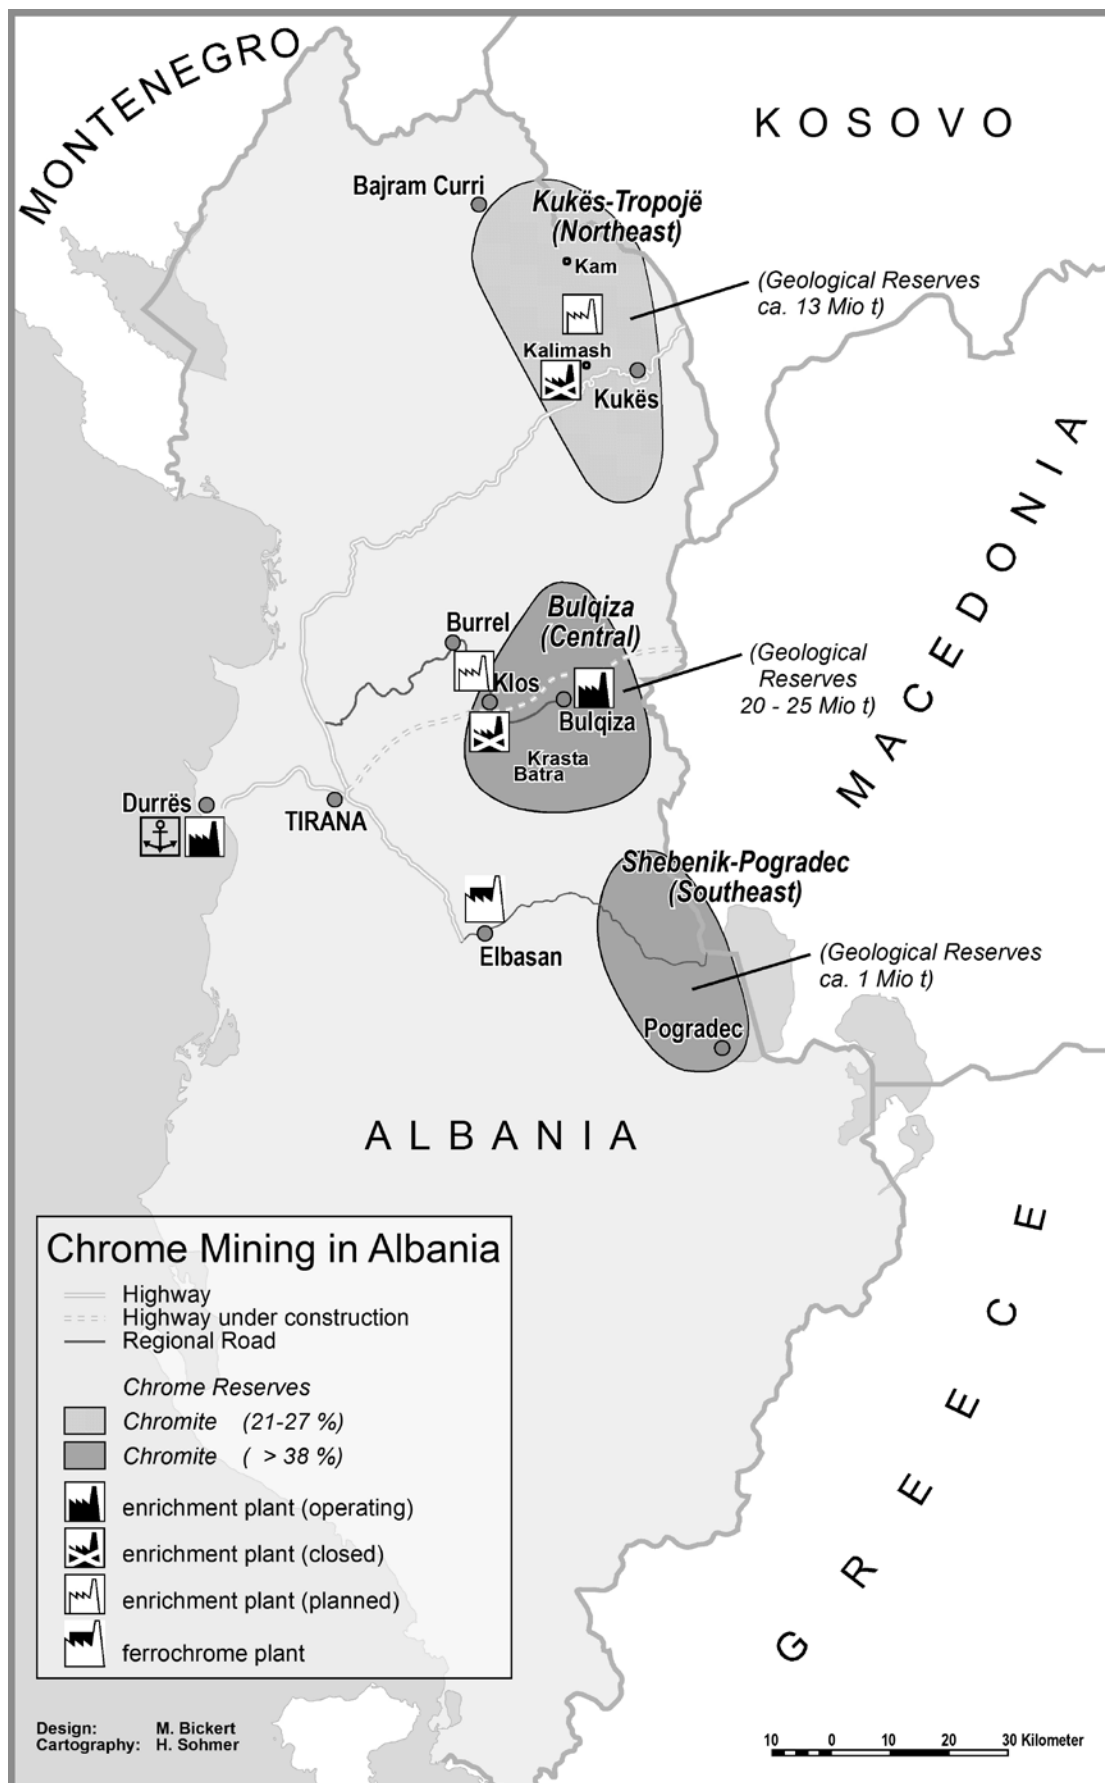 MONTENEGRO
KOSOVO
Bajram Curri
Kukës-Tropojë
(Northeast)
Kam
(Geological Reserves
ca. 13 Mio t)
Kalimash
Kukës
MACEDONIA
Burrel
Bulqiza
(Central)
(Geological
Reserves
20 - 25 Mio t)
Klos
Bulqiza
Krasta
Batra
Durrës
TIRANA
Shebenik-Pogradec
(Southeast)
Elbasan
(Geological Reserves
ca. 1 Mio t)
Pogradec
ALBANIA
GREECE
Chrome Mining in Albania
Highway
Highway under construction
Regional Road
Chrome Reserves
Chromite (21-27 %)
Chromite ( > 38 %)
enrichment plant (operating)
enrichment plant (closed)
enrichment plant (planned)
ferrochrome plant
Design: M. Bickert
Cartography: H. Sohmer
10 0 10 20 30 Kilometer